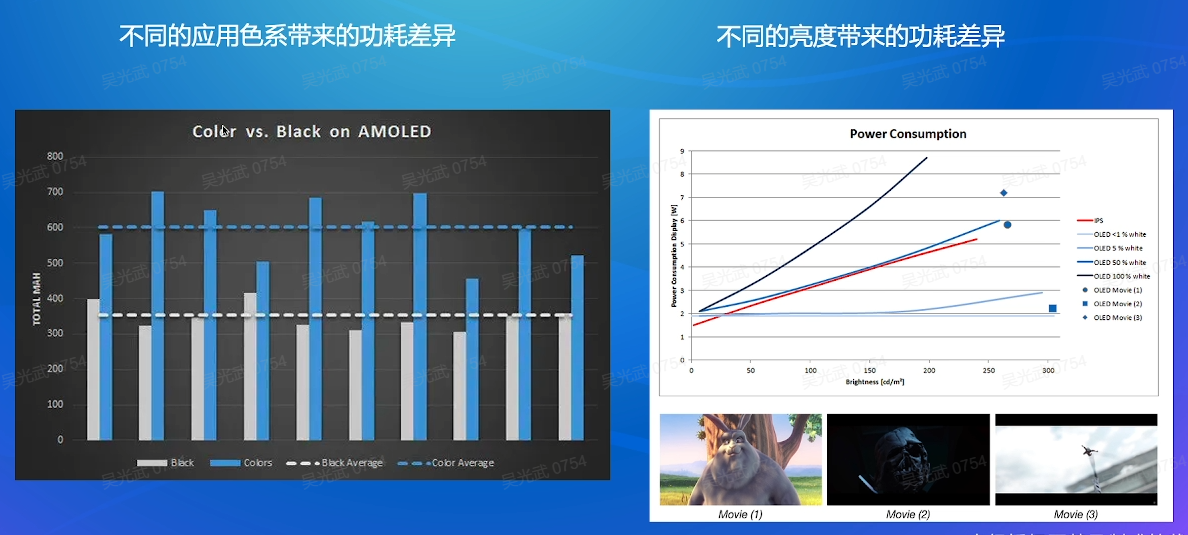 不同的应用色系带来的功耗差异
不同的亮度带来的功耗差异
Color vs. Black on AMOLED
800
700
600
500
400
300
200
100
0
TOTAL MAH
Black
Colors
Black Average
Color Average
Power Consumption
9
8
7
6
5
4
3
2
1
0
Power Consumption Display [W]
0 50 100 150 200 250 300
Brightness [cd/m²]
IPS
OLED <1 % white
OLED 5 % white
OLED 50 % white
OLED 100 % white
OLED Movie (1)
OLED Movie (2)
OLED Movie (3)
Movie (1)
Movie (2)
Movie (3)
吴光武 0754